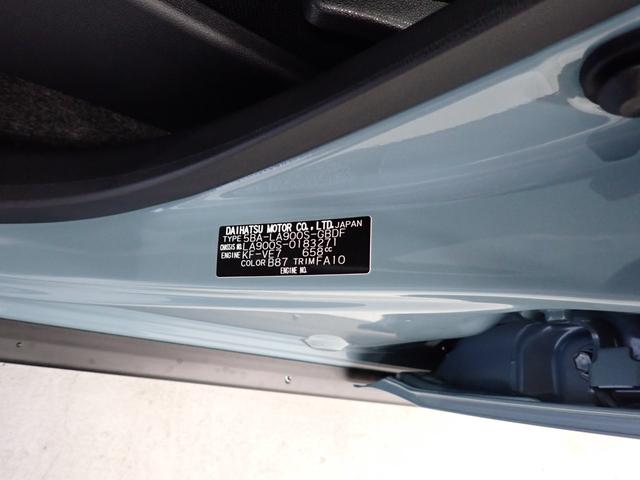 DAIHATSU MOTOR CO.,LTD.JAPAN
TYPE 5BA-LA900S-GBDF
CHASSIS NO. LA900S-0183271
ENGINE KF-VE7 658cc
COLOR B87 TRIM FA10
ENGINE NO.